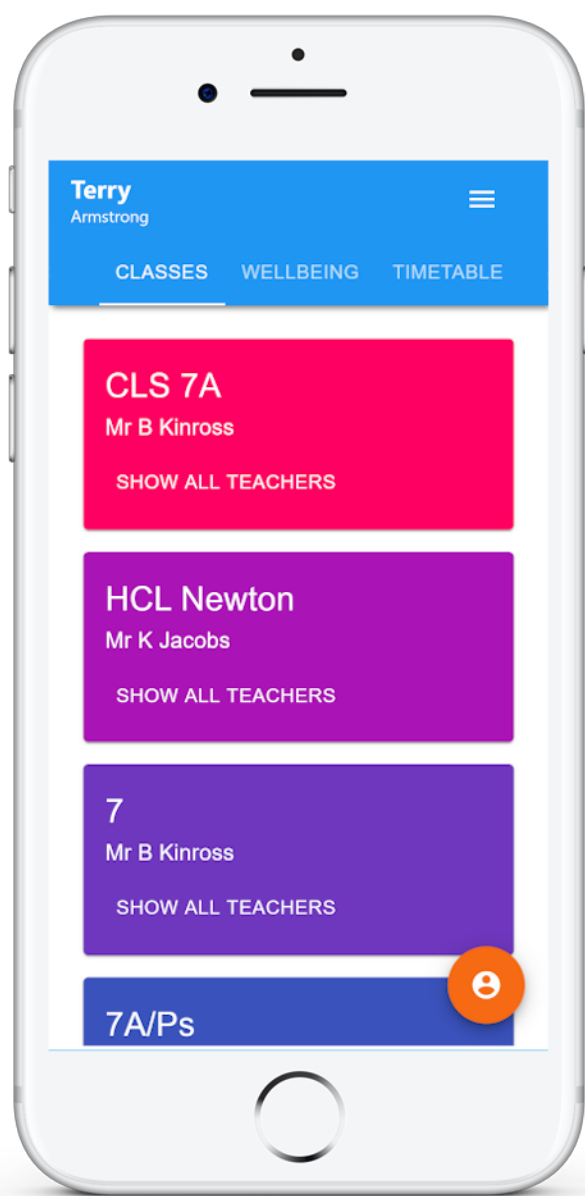 Terry
Armstrong
CLASSES WELLBEING TIMETABLE
CLS 7A
Mr B Kinross
SHOW ALL TEACHERS
HCL Newton
Mr K Jacobs
SHOW ALL TEACHERS
7
Mr B Kinross
SHOW ALL TEACHERS
7A/Ps